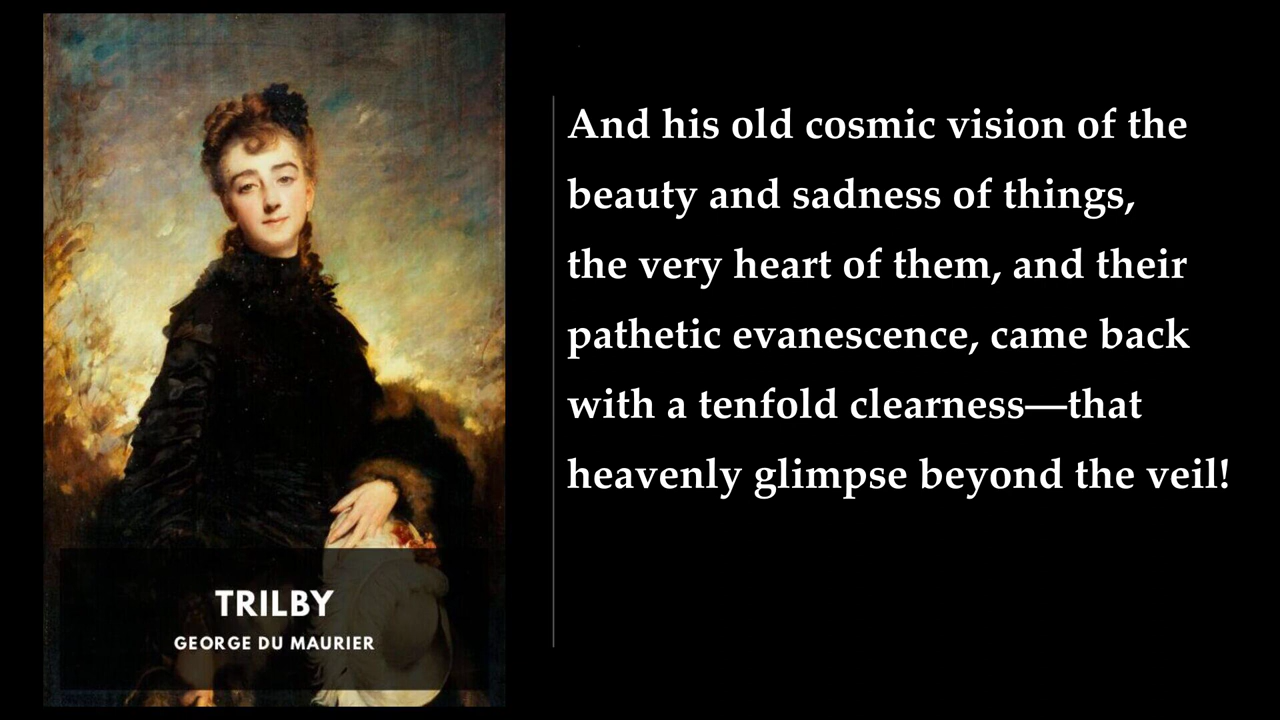 And his old cosmic vision of the
beauty and sadness of things,
the very heart of them, and their
pathetic evanescence, came back
with a tenfold clearness—that
heavenly glimpse beyond the veil!
TRILBY
GEORGE DU MAURIER